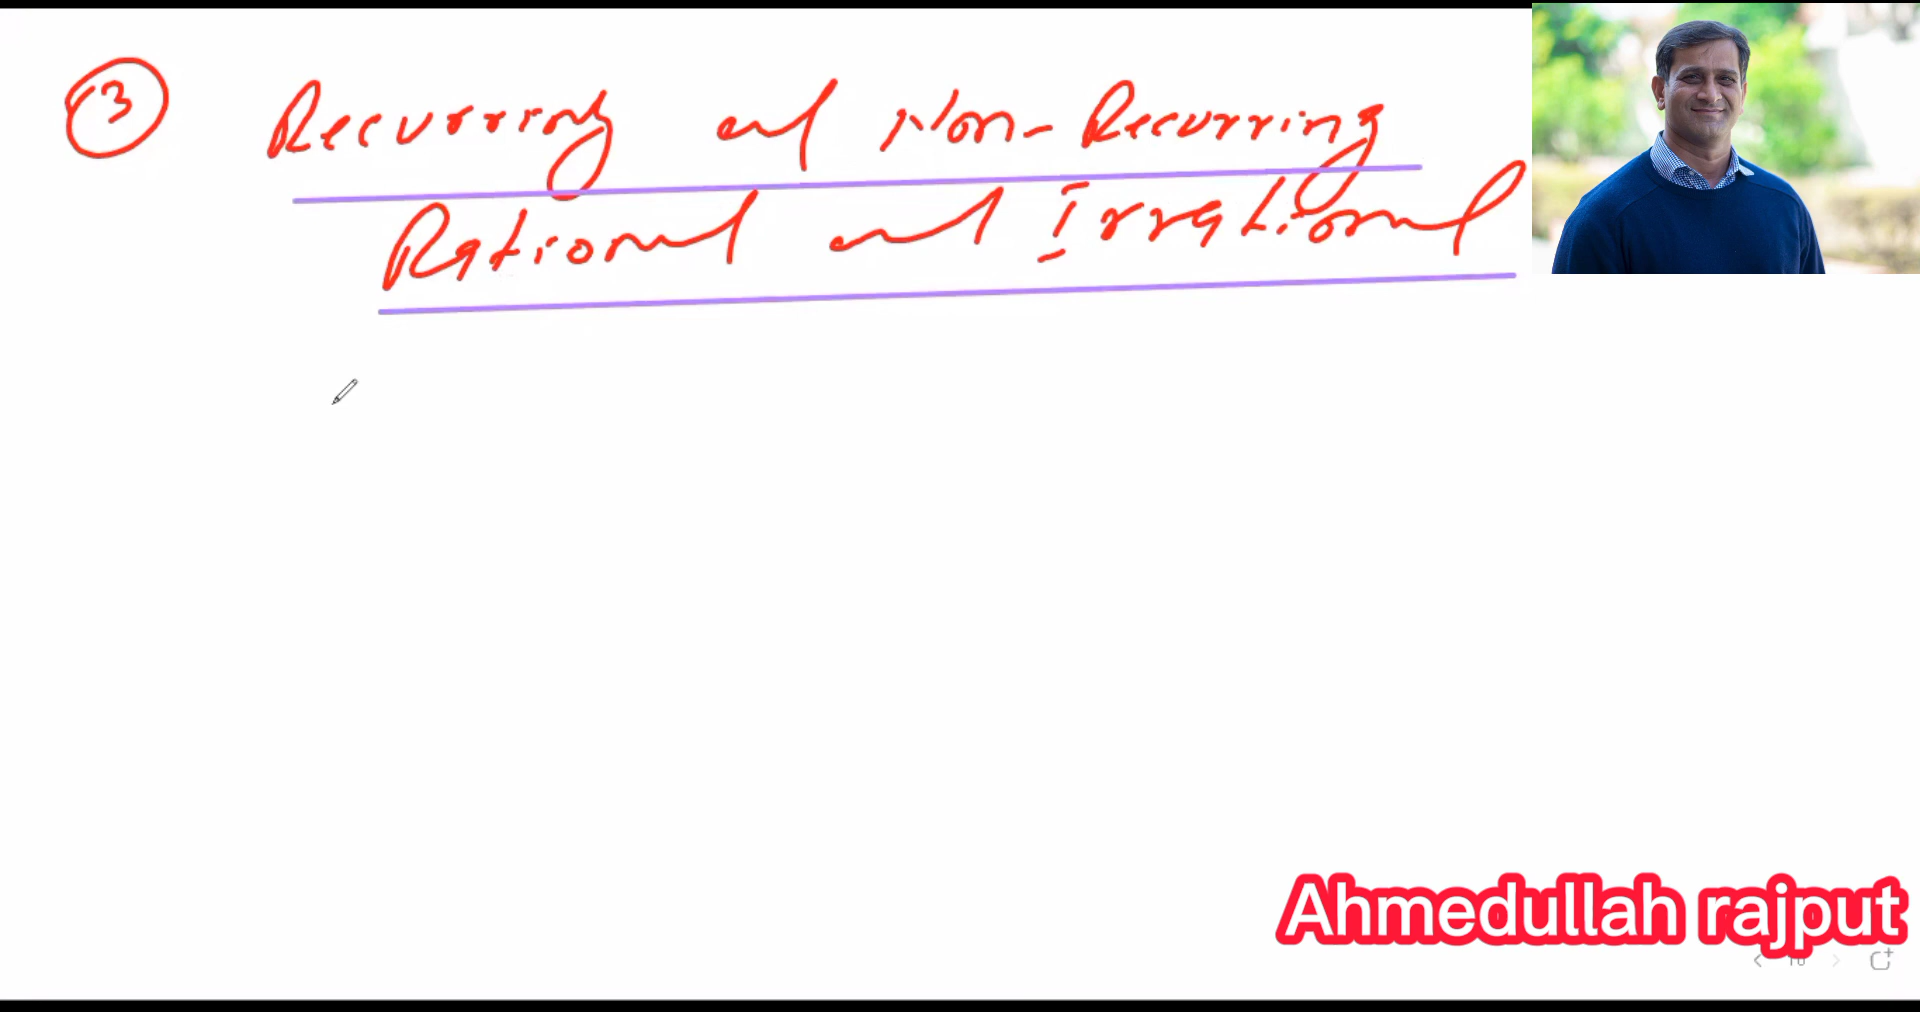 3 Recurring and Non-Recurring
Rational and Irrational
Ahmedullah rajput